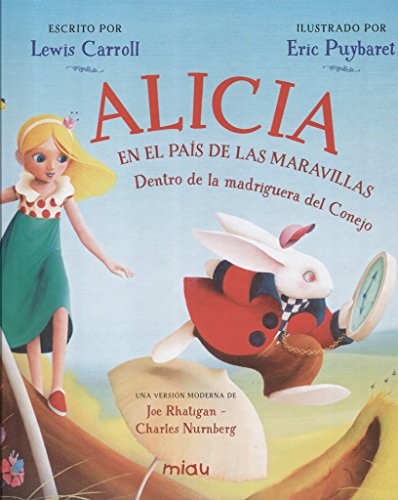 ESCRITO POR
Lewis Carroll
ILUSTRADO POR
Eric Puybaret
ALICIA
EN EL PAÍS DE LAS MARAVILLAS
Dentro de la madriguera del Conejo
UNA VERSIÓN MODERNA DE
Joe Rhatigan –
Charles Nurnberg
miau